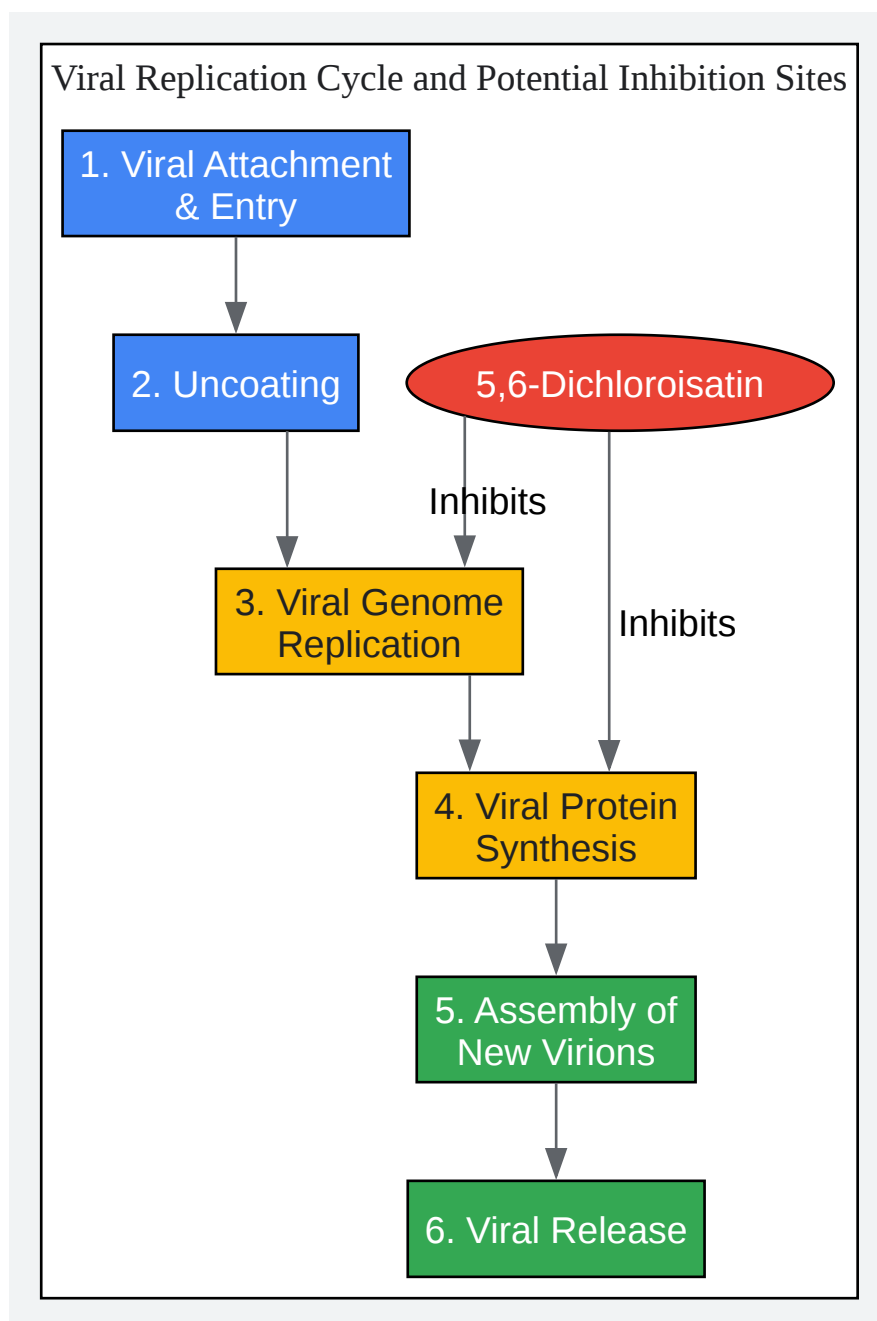 Viral Replication Cycle and Potential Inhibition Sites
1. Viral Attachment
& Entry
2. Uncoating
5,6-Dichloroisatin
Inhibits
3. Viral Genome
Replication
Inhibits
4. Viral Protein
Synthesis
5. Assembly of
New Virions
6. Viral Release